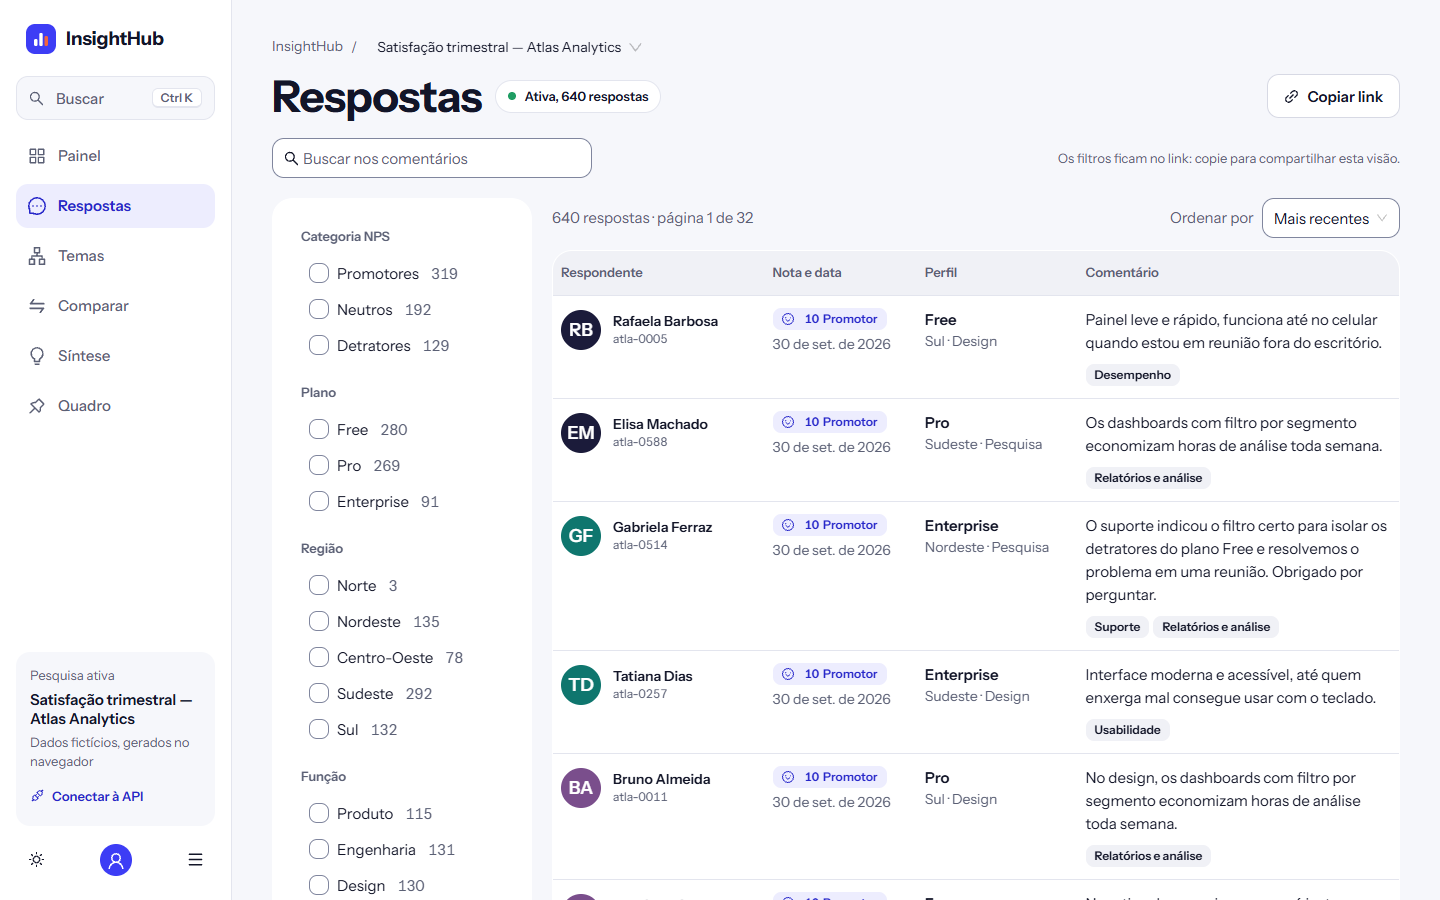 InsightHub
Buscar Ctrl K
Painel
Respostas
Temas
Comparar
Síntese
Quadro
Pesquisa ativa
Satisfação trimestral —
Atlas Analytics
Dados fictícios, gerados no
navegador
Conectar à API
InsightHub / Satisfação trimestral — Atlas Analytics
Respostas
Ativa, 640 respostas
Copiar link
Buscar nos comentários
Os filtros ficam no link: copie para compartilhar esta visão.
Categoria NPS
Promotores 319
Neutros 192
Detratores 129
Plano
Free 280
Pro 269
Enterprise 91
Região
Norte 3
Nordeste 135
Centro-Oeste 78
Sudeste 292
Sul 132
Função
Produto 115
Engenharia 131
Design 130
640 respostas · página 1 de 32
Ordenar por Mais recentes
Respondente Nota e data Perfil Comentário
RB
Rafaela Barbosa
atla-0005
10 Promotor
30 de set. de 2026
Free
Sul · Design
Painel leve e rápido, funciona até no celular
quando estou em reunião fora do escritório.
Desempenho
EM
Elisa Machado
atla-0588
10 Promotor
30 de set. de 2026
Pro
Sudeste · Pesquisa
Os dashboards com filtro por segmento
economizam horas de análise toda semana.
Relatórios e análise
GF
Gabriela Ferraz
atla-0514
10 Promotor
30 de set. de 2026
Enterprise
Nordeste · Pesquisa
O suporte indicou o filtro certo para isolar os
detratores do plano Free e resolvemos o
problema em uma reunião. Obrigado por
perguntar.
Suporte Relatórios e análise
TD
Tatiana Dias
atla-0257
10 Promotor
30 de set. de 2026
Enterprise
Sudeste · Design
Interface moderna e acessível, até quem
enxerga mal consegue usar com o teclado.
Usabilidade
BA
Bruno Almeida
atla-0011
10 Promotor
30 de set. de 2026
Pro
Sul · Design
No design, os dashboards com filtro por
segmento economizam horas de análise
toda semana.
Relatórios e análise